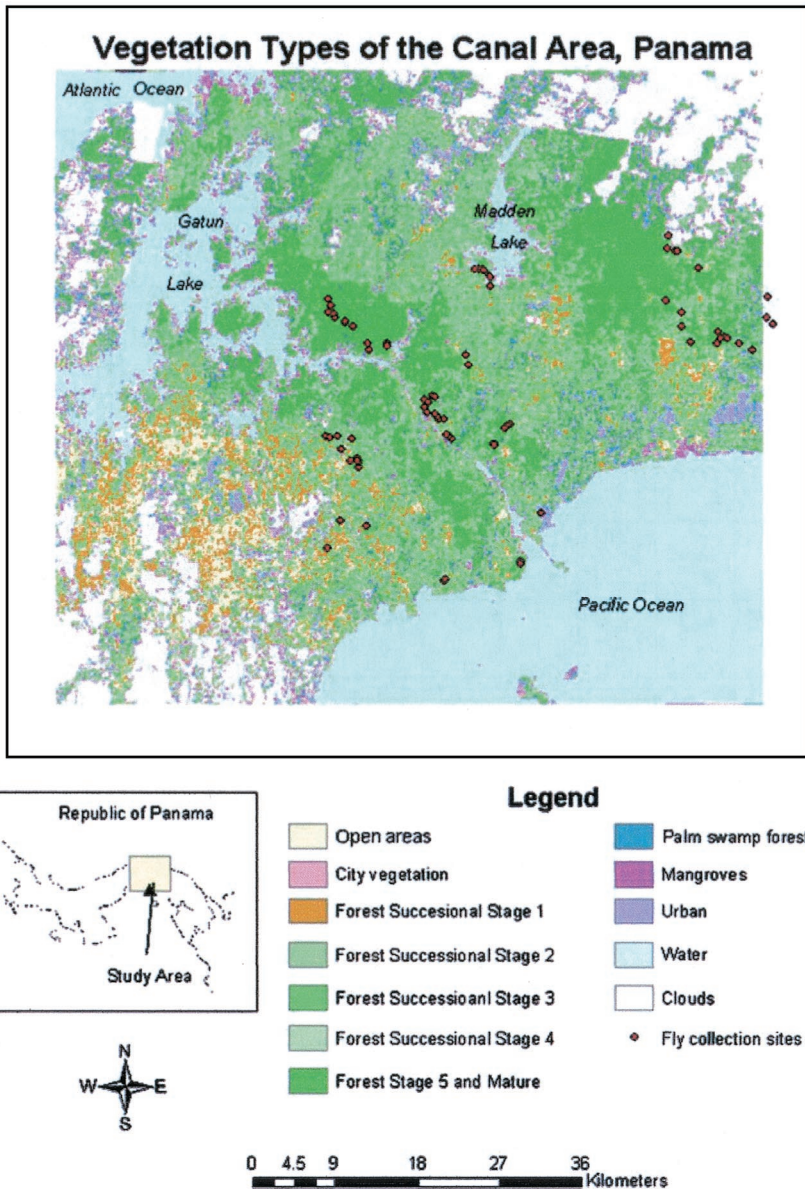 Vegetation Types of the Canal Area, Panama
Atlantic Ocean
Gatun
Lake
Madden
Lake
Pacific Ocean
Republic of Panama
Study Area
N
W E
S
Legend
Open areas
City vegetation
Forest Succesional Stage 1
Forest Successional Stage 2
Forest Successioanl Stage 3
Forest Successional Stage 4
Forest Stage 5 and Mature
Palm swamp forest
Mangroves
Urban
Water
Clouds
Fly collection sites
0 4.5 9 18 27 36
Kilometers